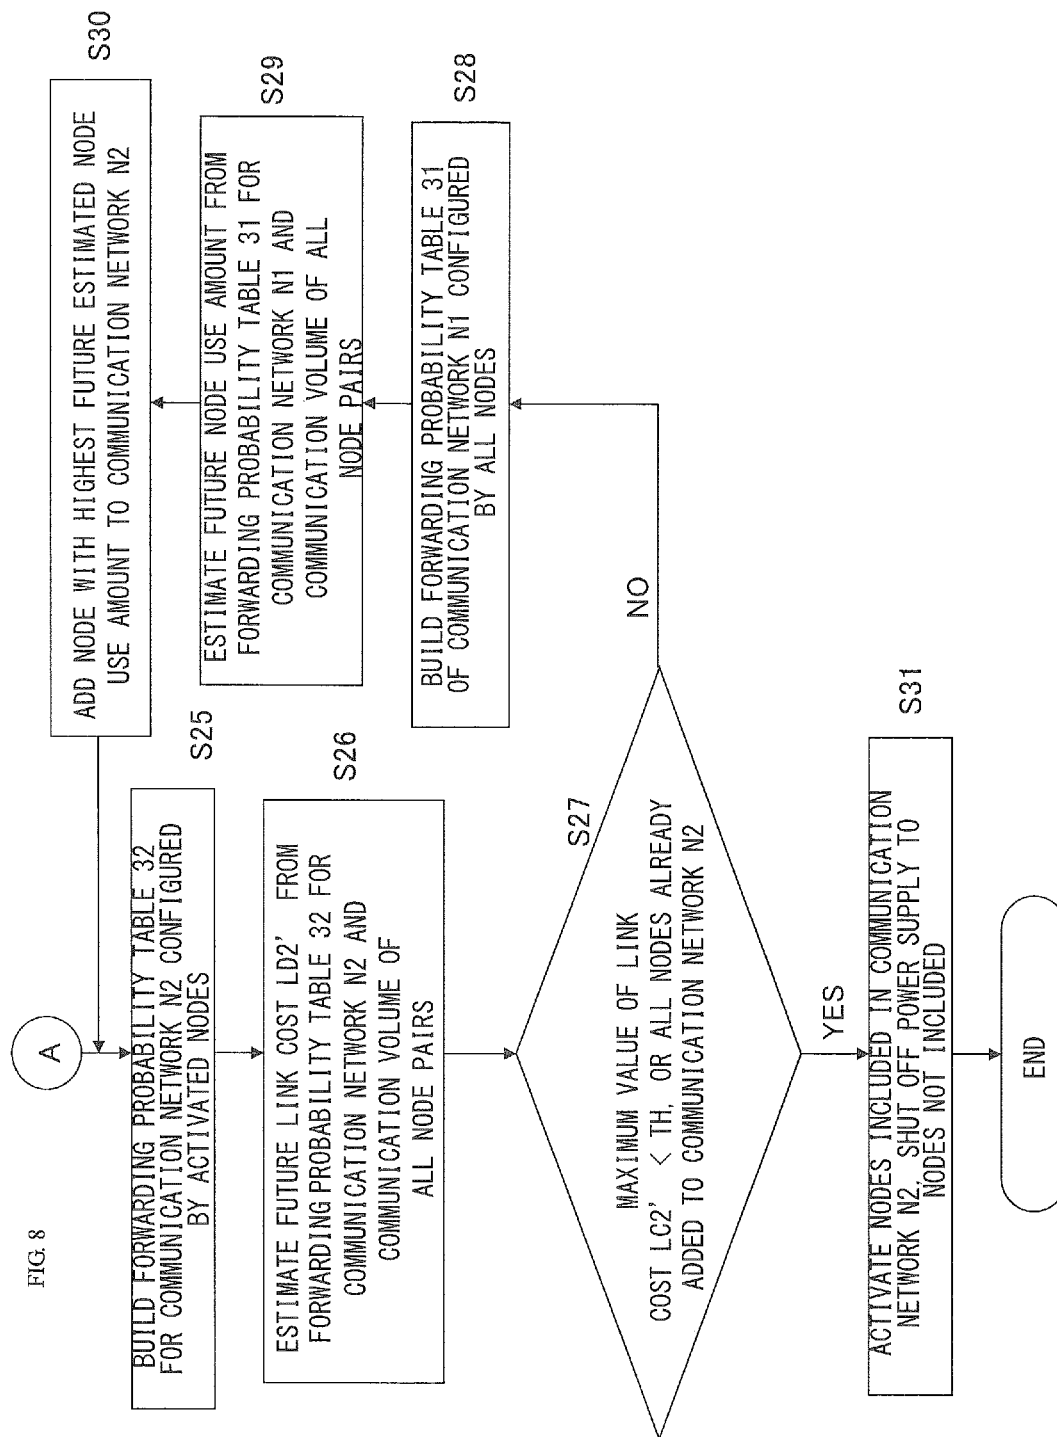 FIG. 8
A
BUILD FORWARDING PROBABILITY TABLE 32
FOR COMMUNICATION NETWORK N2 CONFIGURED
BY ACTIVATED NODES
S25
ESTIMATE FUTURE LINK COST LD2' FROM
FORWARDING PROBABILITY TABLE 32 FOR
COMMUNICATION NETWORK N2 AND
COMMUNICATION VOLUME OF
ALL NODE PAIRS
S26
S27
MAXIMUM VALUE OF LINK
COST LC2' < TH, OR ALL NODES ALREADY
ADDED TO COMMUNICATION NETWORK N2
NO
YES
BUILD FORWARDING PROBABILITY TABLE 31
OF COMMUNICATION NETWORK N1 CONFIGURED
BY ALL NODES
S28
ESTIMATE FUTURE NODE USE AMOUNT FROM
FORWARDING PROBABILITY TABLE 31 FOR
COMMUNICATION NETWORK N1 AND
COMMUNICATION VOLUME OF ALL
NODE PAIRS
S29
ADD NODE WITH HIGHEST FUTURE ESTIMATED NODE
USE AMOUNT TO COMMUNICATION NETWORK N2
S30
ACTIVATE NODES INCLUDED IN COMMUNICATION
NETWORK N2, SHUT OFF POWER SUPPLY TO
NODES NOT INCLUDED
S31
END